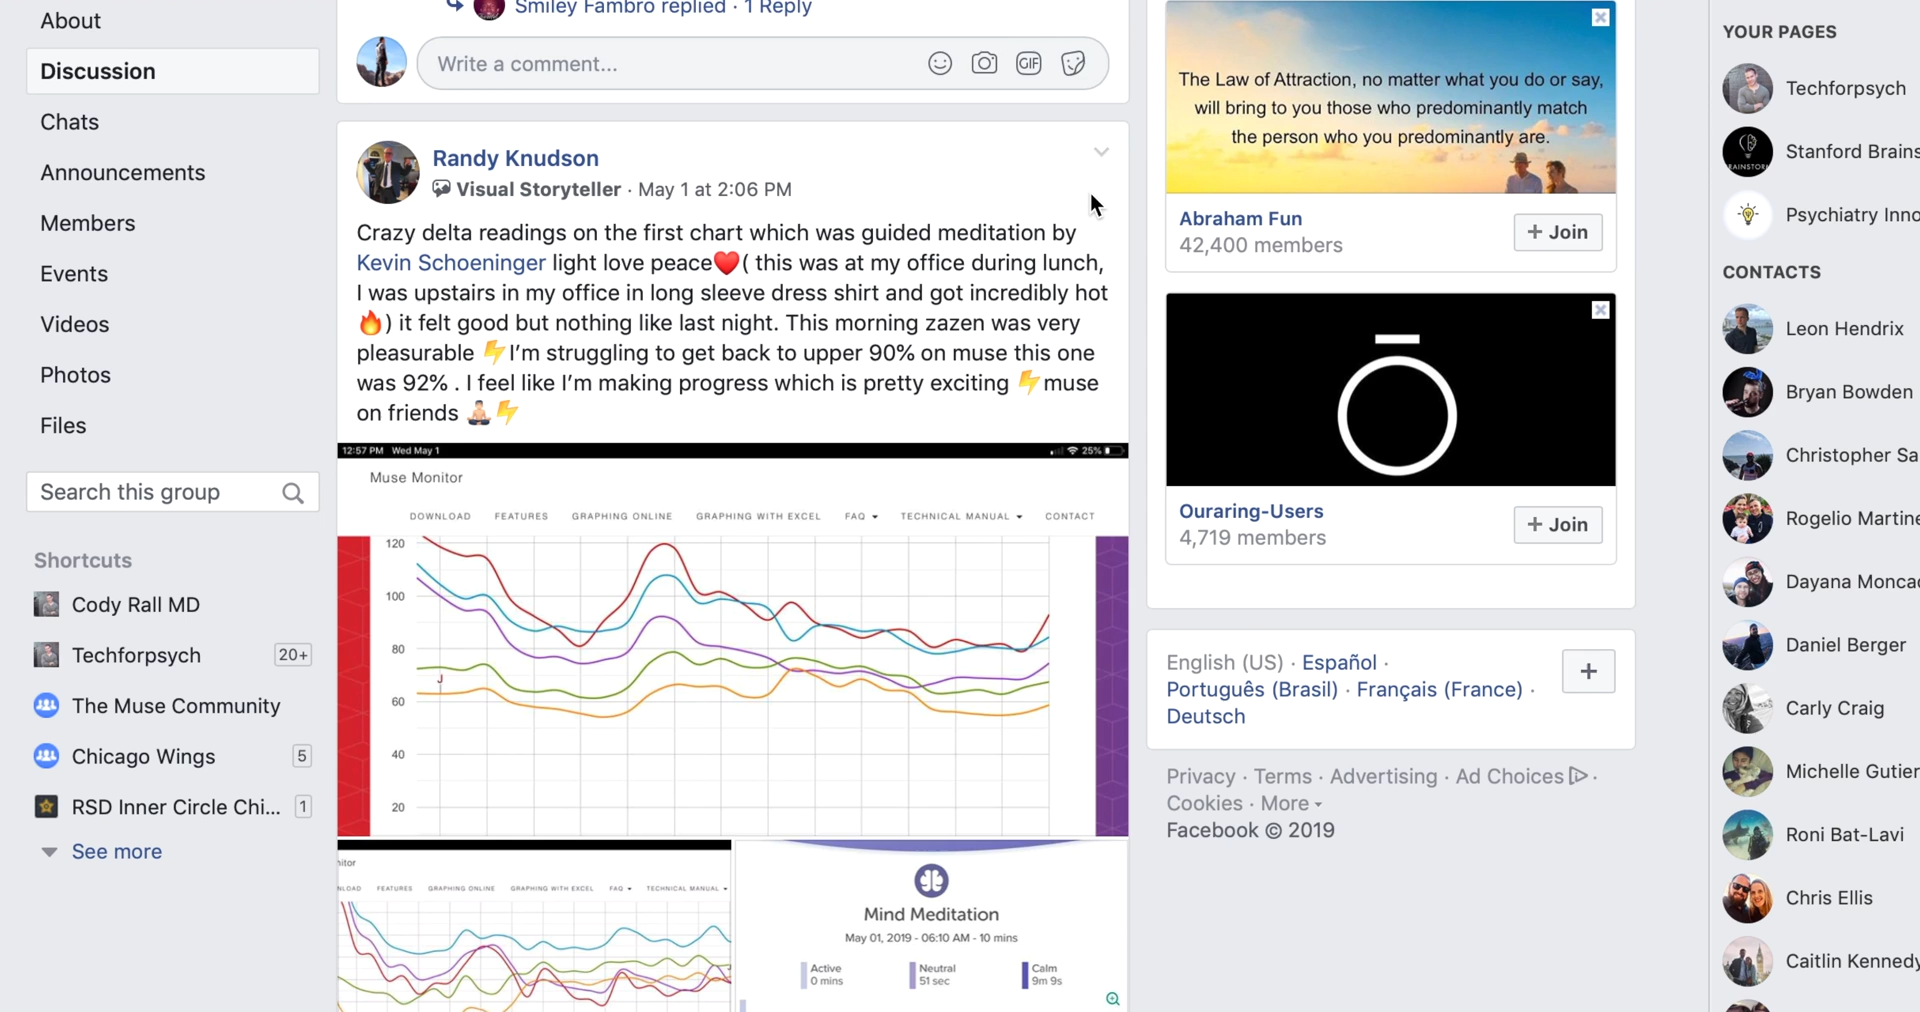 About
Discussion
Chats
Announcements
Members
Events
Videos
Photos
Files
Search this group
Shortcuts
Cody Rall MD
Techforpsych
20+
The Muse Community
Chicago Wings
5
RSD Inner Circle Chi...
1
See more
Smiley Fambro replied · 1 Reply
Write a comment...
GIF
Randy Knudson
Visual Storyteller · May 1 at 2:06 PM
Crazy delta readings on the first chart which was guided meditation by
Kevin Schoeninger light love peace❤️( this was at my office during lunch,
I was upstairs in my office in long sleeve dress shirt and got incredibly hot
🔥) it felt good but nothing like last night. This morning zazen was very
pleasurable ⚡I’m struggling to get back to upper 90% on muse this one
was 92% . I feel like I’m making progress which is pretty exciting ⚡muse
on friends 🧘🏻‍♂️⚡
12:57 PM Wed May 1
25%
Muse Monitor
DOWNLOAD FEATURES GRAPHING ONLINE GRAPHING WITH EXCEL FAQ TECHNICAL MANUAL CONTACT
120
100
80
60
40
20
J
nitor
NLOAD FEATURES GRAPHING ONLINE GRAPHING WITH EXCEL FAQ TECHNICAL MANUAL
Mind Meditation
May 01, 2019 - 06:10 AM - 10 mins
Active
0 mins
Neutral
51 sec
Calm
9m 9s
The Law of Attraction, no matter what you do or say,
will bring to you those who predominantly match
the person who you predominantly are.
Abraham Fun
42,400 members
+ Join
Ouraring-Users
4,719 members
+ Join
English (US) · Español ·
Português (Brasil) · Français (France) ·
Deutsch
+
Privacy · Terms · Advertising · Ad Choices ·
Cookies · More
Facebook © 2019
YOUR PAGES
Techforpsych
Stanford Brains
Psychiatry Inno
CONTACTS
Leon Hendrix
Bryan Bowden
Christopher Sa
Rogelio Martine
Dayana Moncad
Daniel Berger
Carly Craig
Michelle Gutier
Roni Bat-Lavi
Chris Ellis
Caitlin Kennedy